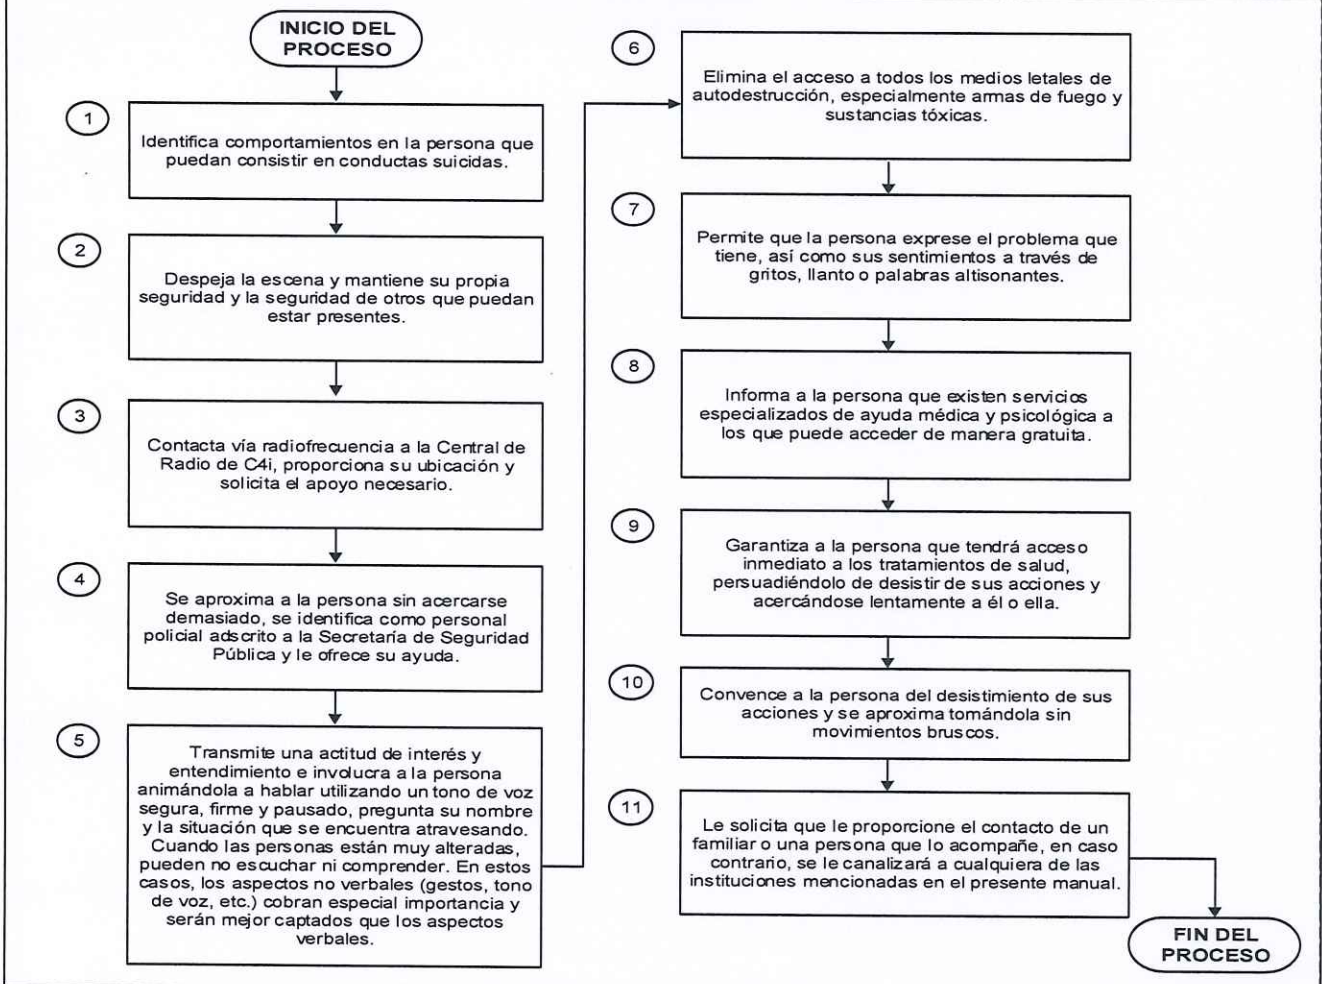 INICIO DEL
PROCESO
1
Identifica comportamientos en la persona que
puedan consistir en conductas suicidas.
2
Despeja la escena y mantiene su propia
seguridad y la seguridad de otros que puedan
estar presentes.
3
Contacta vía radiofrecuencia a la Central de
Radio de C4i, proporciona su ubicación y
solicita el apoyo necesario.
4
Se aproxima a la persona sin acercarse
demasiado, se identifica como personal
policial adscrito a la Secretaría de Seguridad
Pública y le ofrece su ayuda.
5
Transmite una actitud de interés y
entendimiento e involucra a la persona
animándola a hablar utilizando un tono de voz
segura, firme y pausado, pregunta su nombre
y la situación que se encuentra atravesando.
Cuando las personas están muy alteradas,
pueden no escuchar ni comprender. En estos
casos, los aspectos no verbales (gestos, tono
de voz, etc.) cobran especial importancia y
serán mejor captados que los aspectos
verbales.
6
Elimina el acceso a todos los medios letales de
autodestrucción, especialmente armas de fuego y
sustancias tóxicas.
7
Permite que la persona exprese el problema que
tiene, así como sus sentimientos a través de
gritos, llanto o palabras altisonantes.
8
Informa a la persona que existen servicios
especializados de ayuda médica y psicológica a
los que puede acceder de manera gratuita.
9
Garantiza a la persona que tendrá acceso
inmediato a los tratamientos de salud,
persuadiéndolo de desistir de sus acciones y
acercándose lentamente a él o ella.
10
Convence a la persona del desistimiento de sus
acciones y se aproxima tomándola sin
movimientos bruscos.
11
Le solicita que le proporcione el contacto de un
familiar o una persona que lo acompañe, en caso
contrario, se le canalizará a cualquiera de las
instituciones mencionadas en el presente manual.
FIN DEL
PROCESO